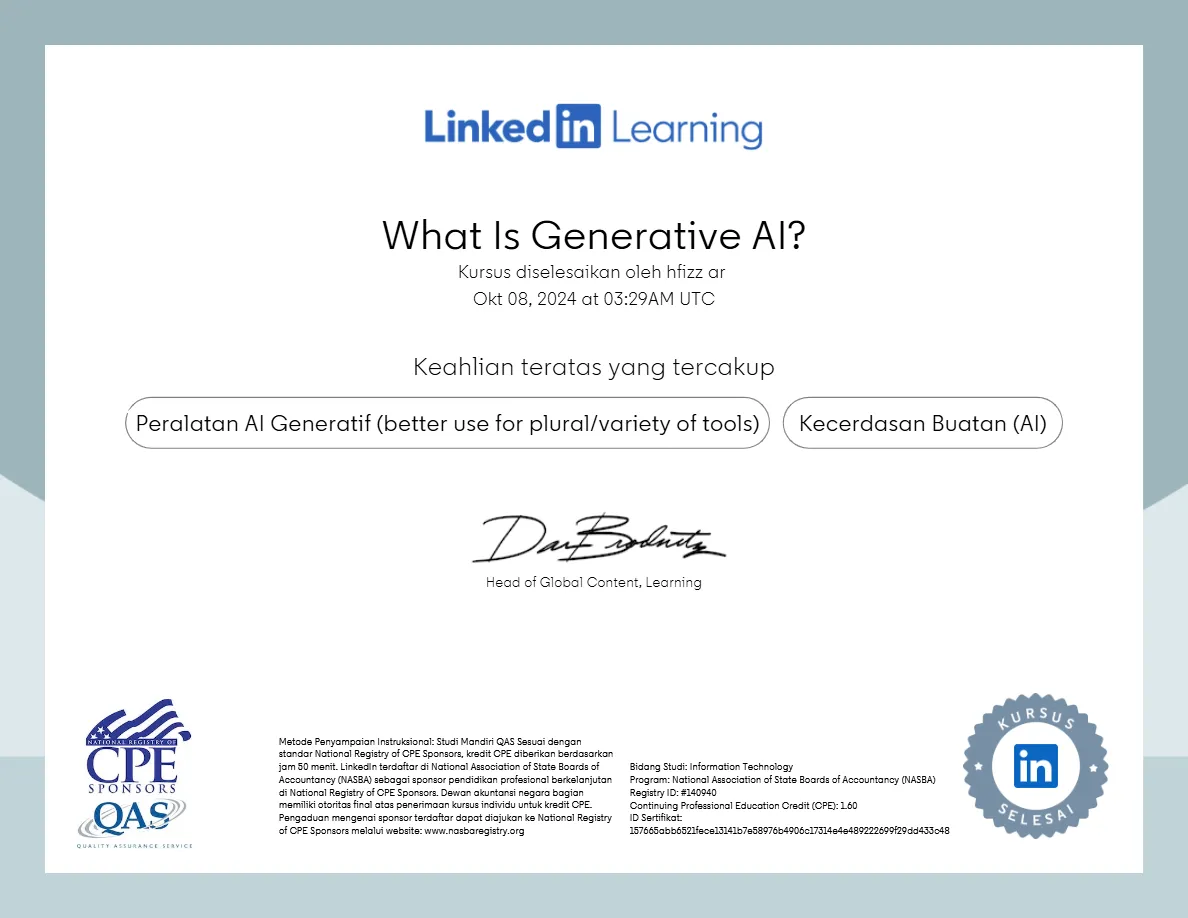 LinkedIn Learning
What Is Generative AI?
Kursus diselesaikan oleh hfizz ar
Okt 08, 2024 at 03:29AM UTC
Keahlian teratas yang tercakup
Peralatan AI Generatif (better use for plural/variety of tools)
Kecerdasan Buatan (AI)
Dan Brodnitz
Head of Global Content, Learning
NATIONAL REGISTRY OF
CPE
SPONSORS
QAS
QUALITY ASSURANCE SERVICE
Metode Penyampaian Instruksional: Studi Mandiri QAS Sesuai dengan
standar National Registry of CPE Sponsors, kredit CPE diberikan berdasarkan
jam 50 menit. LinkedIn terdaftar di National Association of State Boards of
Accountancy (NASBA) sebagai sponsor pendidikan profesional berkelanjutan
di National Registry of CPE Sponsors. Dewan akuntansi negara bagian
memiliki otoritas final atas penerimaan kursus individu untuk kredit CPE.
Pengaduan mengenai sponsor terdaftar dapat diajukan ke National Registry
of CPE Sponsors melalui website: www.nasbaregistry.org
Bidang Studi: Information Technology
Program: National Association of State Boards of Accountancy (NASBA)
Registry ID: #140940
Continuing Professional Education Credit (CPE): 1.60
ID Sertifikat:
157665abb6521fece13141b7e58976b4906c17314e4e489222699f29dd433c48
KURSUS
in
SELESAI